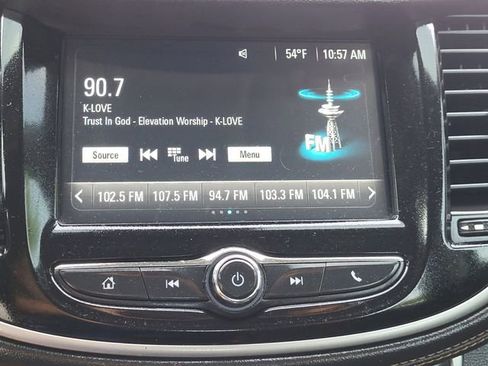 54°F 10:57 AM
90.7
K-LOVE
Trust In God - Elevation Worship - K-LOVE
FM
Source Tune Menu
102.5 FM 107.5 FM 94.7 FM 103.3 FM 104.1 FM